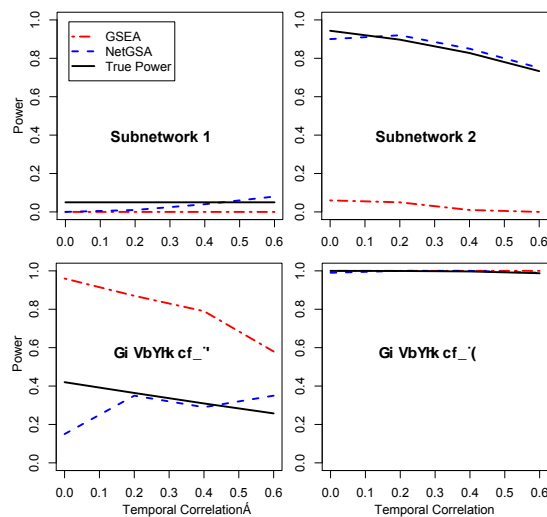 GSEA
NetGSA
True Power
Power
0.0 0.2 0.4 0.6 0.8 1.0
Subnetwork 1
0.0 0.1 0.2 0.3 0.4 0.5 0.6
0.0 0.2 0.4 0.6 0.8 1.0
Subnetwork 2
0.0 0.1 0.2 0.3 0.4 0.5 0.6
Power
0.0 0.2 0.4 0.6 0.8 1.0
0.0 0.1 0.2 0.3 0.4 0.5 0.6
Temporal CorrelationÁ
0.0 0.2 0.4 0.6 0.8 1.0
0.0 0.1 0.2 0.3 0.4 0.5 0.6
Temporal Correlation